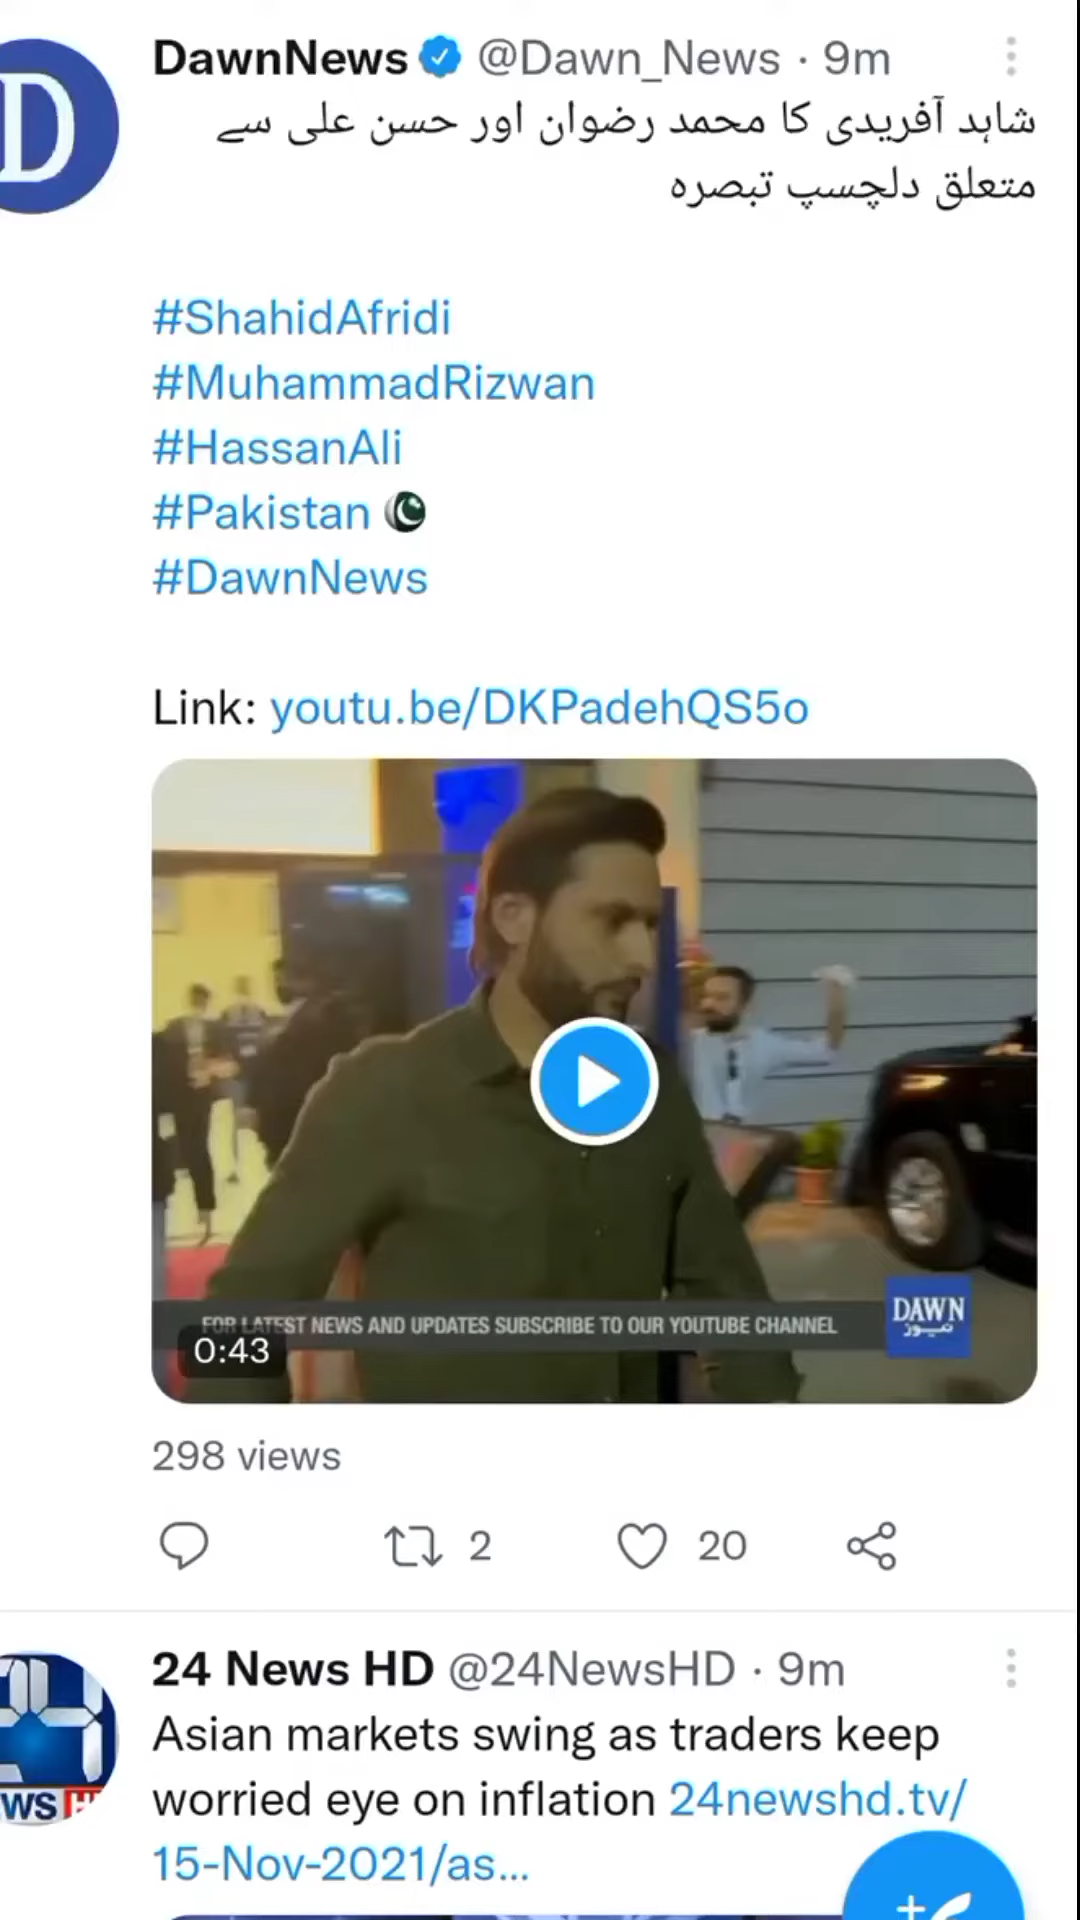 DawnNews @Dawn_News · 9m
شاہد آفریدی کا محمد رضوان اور حسن علی سے
متعلق دلچسپ تبصرہ
#ShahidAfridi
#MuhammadRizwan
#HassanAli
#Pakistan
#DawnNews
Link: youtu.be/DKPadehQS5o
DAWN
نیوز
FOR LATEST NEWS AND UPDATES SUBSCRIBE TO OUR YOUTUBE CHANNEL
0:43
298 views
2 20
24 News HD @24NewsHD · 9m
Asian markets swing as traders keep
worried eye on inflation 24newshd.tv/
15-Nov-2021/as...